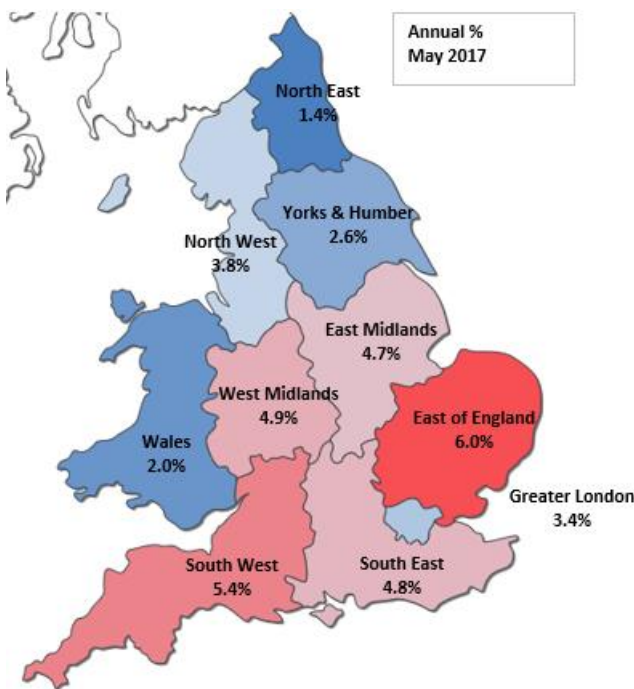 Annual %
May 2017
North East
1.4%
Yorks & Humber
2.6%
North West
3.8%
East Midlands
4.7%
West Midlands
4.9%
East of England
6.0%
Wales
2.0%
Greater London
3.4%
South West
5.4%
South East
4.8%